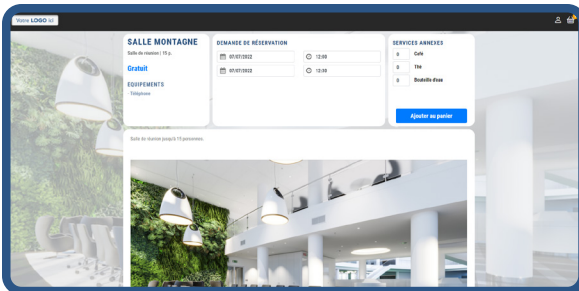 Votre LOGO ici
SALLE MONTAGNE
Salle de réunion | 15 p.
Gratuit
EQUIPEMENTS
- Téléphone
DEMANDE DE RÉSERVATION
07/07/2022
12:00
07/07/2022
12:30
SERVICES ANNEXES
0 Café
0 Thé
0 Bouteille d'eau
Ajouter au panier
Salle de réunion jusqu'à 15 personnes.